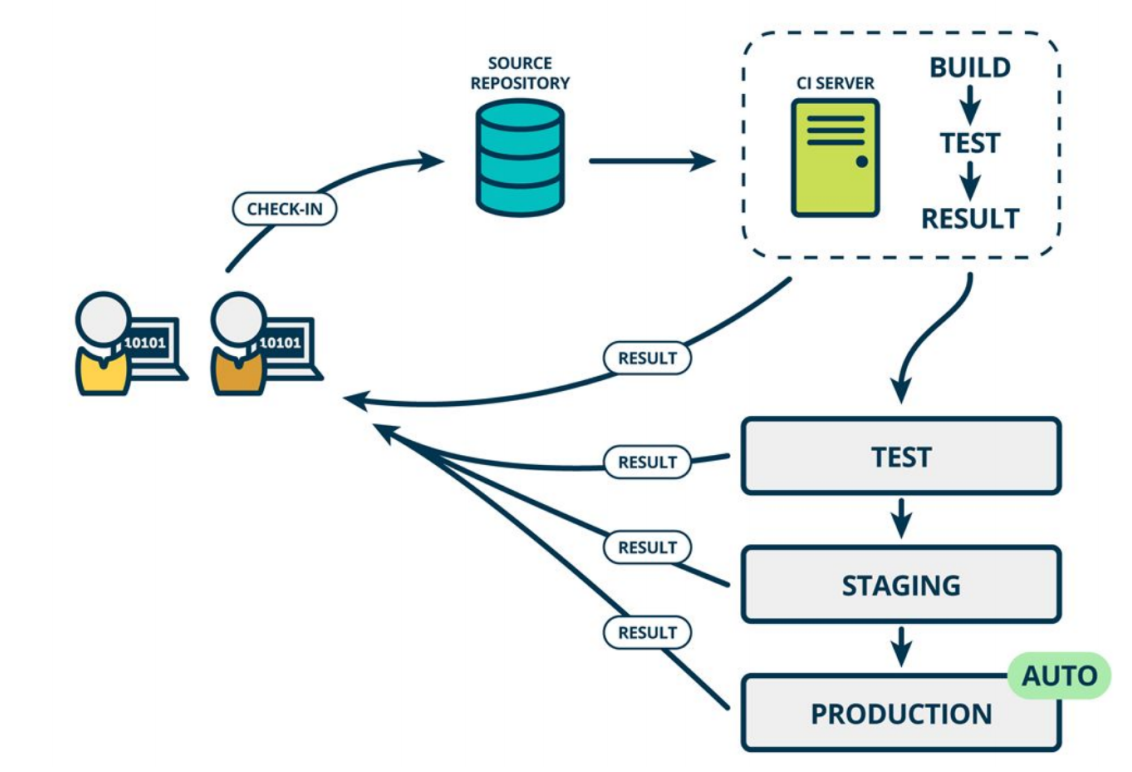 SOURCE
REPOSITORY
CI SERVER
BUILD
TEST
RESULT
CHECK-IN
10101
10101
RESULT
RESULT
TEST
RESULT
STAGING
RESULT
AUTO
PRODUCTION